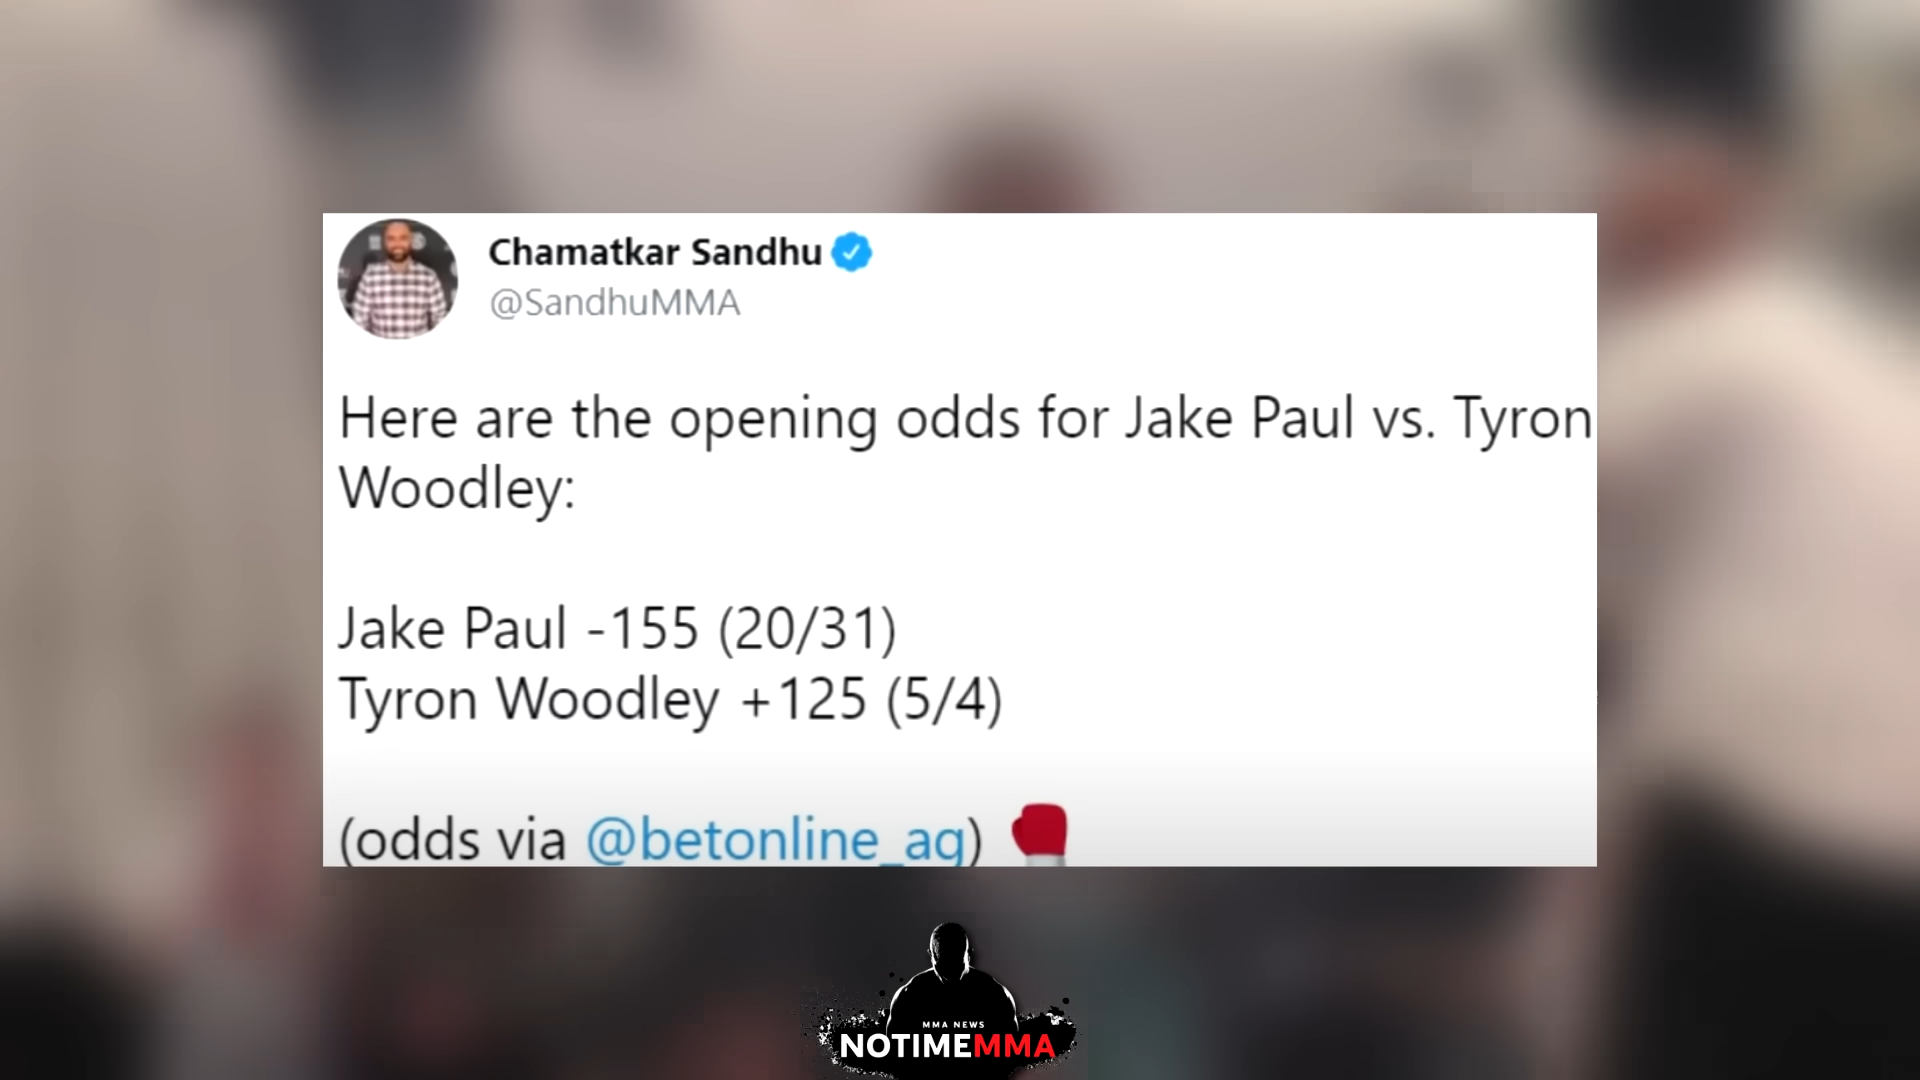 Chamatkar Sandhu
@SandhuMMA
Here are the opening odds for Jake Paul vs. Tyron
Woodley:
Jake Paul -155 (20/31)
Tyron Woodley +125 (5/4)
(odds via @betonline_ag)
MMA NEWS
NOTIMEMMA